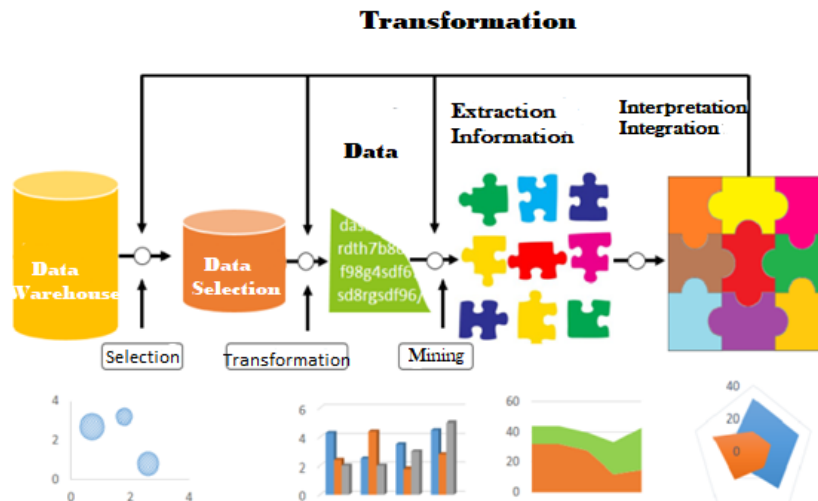 Transformation
Extraction
Information
Interpretation
Integration
Data
Data
Warehouse
Data
Selection
rdth7b8
f98g4sdf6
sd8rgsdf96/
Selection
Transformation
Mining
4
2
0
0
2
4
6
4
2
0
60
40
20
0
40
20
0